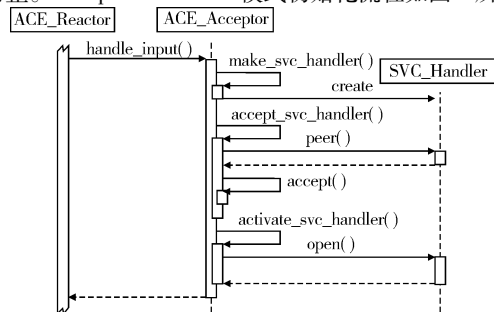 ACE_Reactor
ACE_Acceptor
handle_input()
make_svc_handler()
SVC_Handler
create
accept_svc_handler()
peer()
accept()
activate_svc_handler()
open()